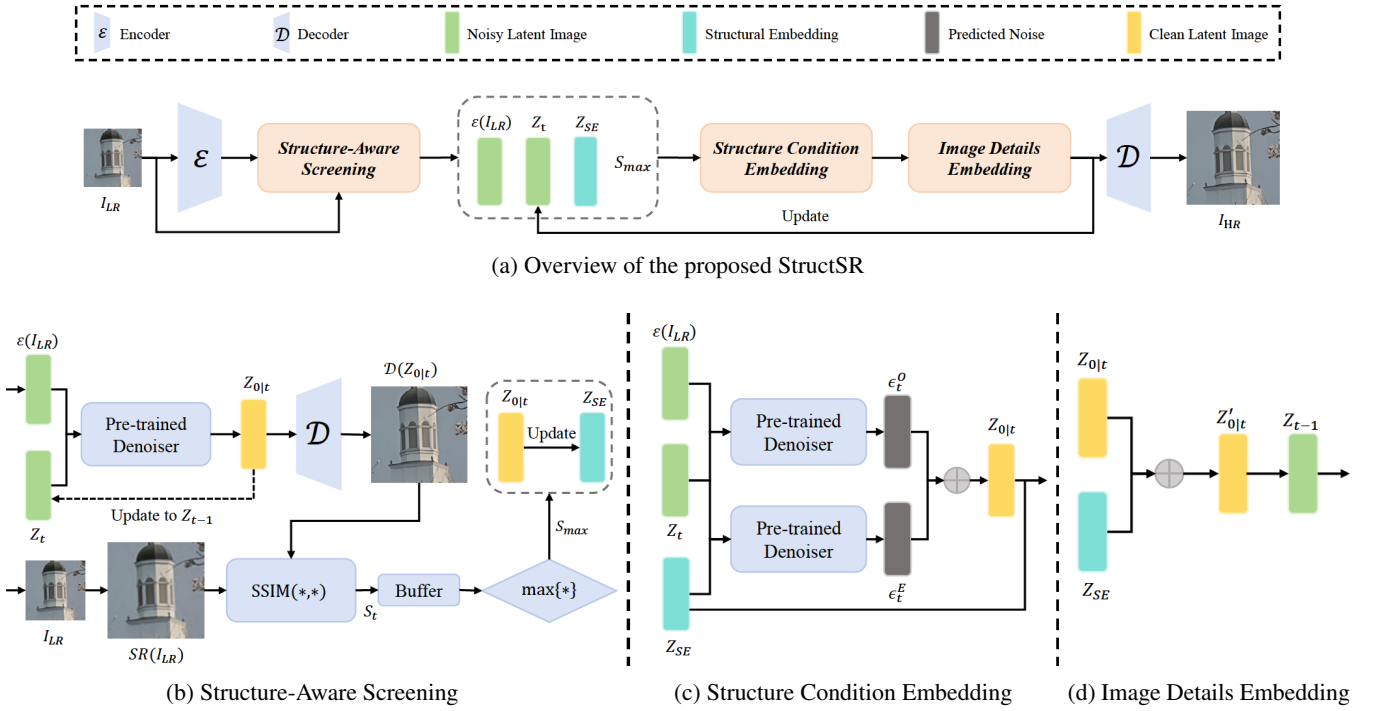 ℰ Encoder 𝒟 Decoder Noisy Latent Image Structural Embedding Predicted Noise Clean Latent Image
ε(I_LR) Z_t Z_SE
ℰ Structure-Aware Screening S_max Structure Condition Embedding Image Details Embedding 𝒟
I_LR Update I_HR
(a) Overview of the proposed StructSR
ε(I_LR)
Z_0|t
𝒟(Z_0|t)
Pre-trained
Denoiser
𝒟
Update to Z_{t−1}
Z_t
Z_0|t Z_SE
Update
S_max
I_LR
SR(I_LR)
SSIM(∗,∗)
S_t
Buffer
max{∗}
(b) Structure-Aware Screening
ε(I_LR)
Z_t
Z_SE
Pre-trained
Denoiser
ϵ_t^O
Pre-trained
Denoiser
ϵ_t^E
Z_0|t
(c) Structure Condition Embedding
Z_0|t
Z_SE
Z′_0|t
Z_{t−1}
(d) Image Details Embedding